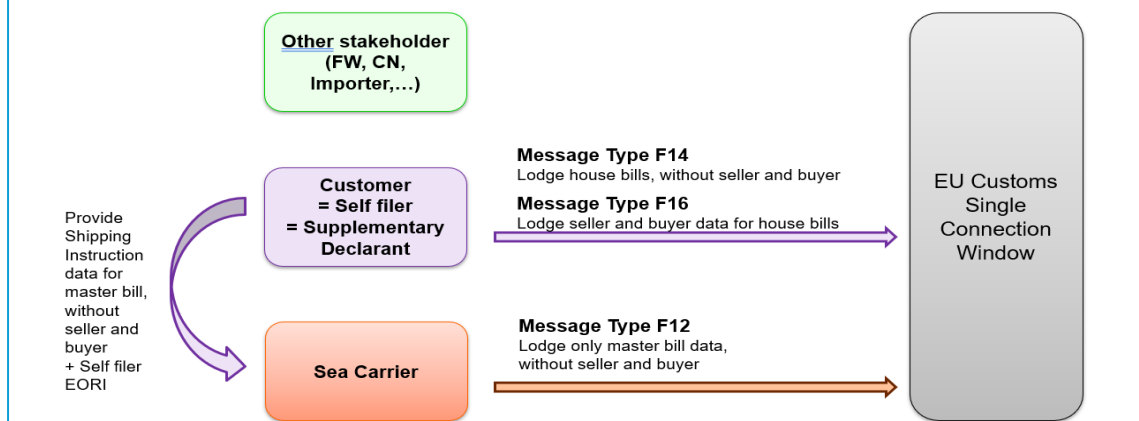 Other stakeholder
(FW, CN,
Importer,...)
Message Type F14
Lodge house bills, without seller and buyer
Customer
= Self filer
= Supplementary
Declarant
Message Type F16
Lodge seller and buyer data for house bills
EU Customs
Single
Connection
Window
Provide
Shipping
Instruction
data for
master bill,
without
seller and
buyer
+ Self filer
EORI
Message Type F12
Lodge only master bill data,
without seller and buyer
Sea Carrier